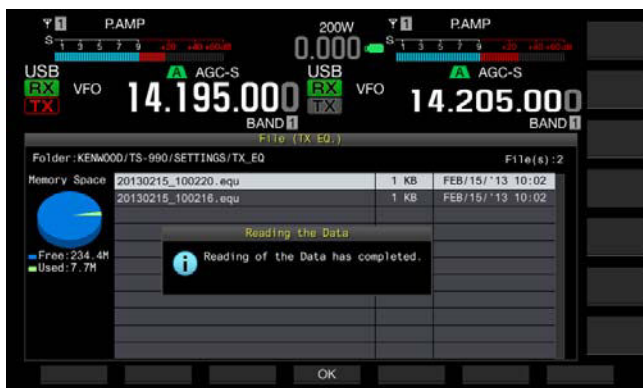 1 P.AMP 200W 1 P.AMP
S 1 3 5 7 9 +20 +40 +60dB 0.000 S 1 3 5 7 9 +20 +40 +60dB
USB A AGC-S USB A AGC-S
RX VFO 14.195.000 RX VFO 14.205.000
TX TX
BAND 1 BAND 1
File (TX EQ.)
Folder:KENWOOD/TS-990/SETTINGS/TX_EQ File(s):2
Memory Space 20130215_100220.equ 1 KB FEB/15/'13 10:02
20130215_100216.equ 1 KB FEB/15/'13 10:02
Reading the Data
Reading of the Data has completed.
Free:234.4M
Used:7.7M
OK